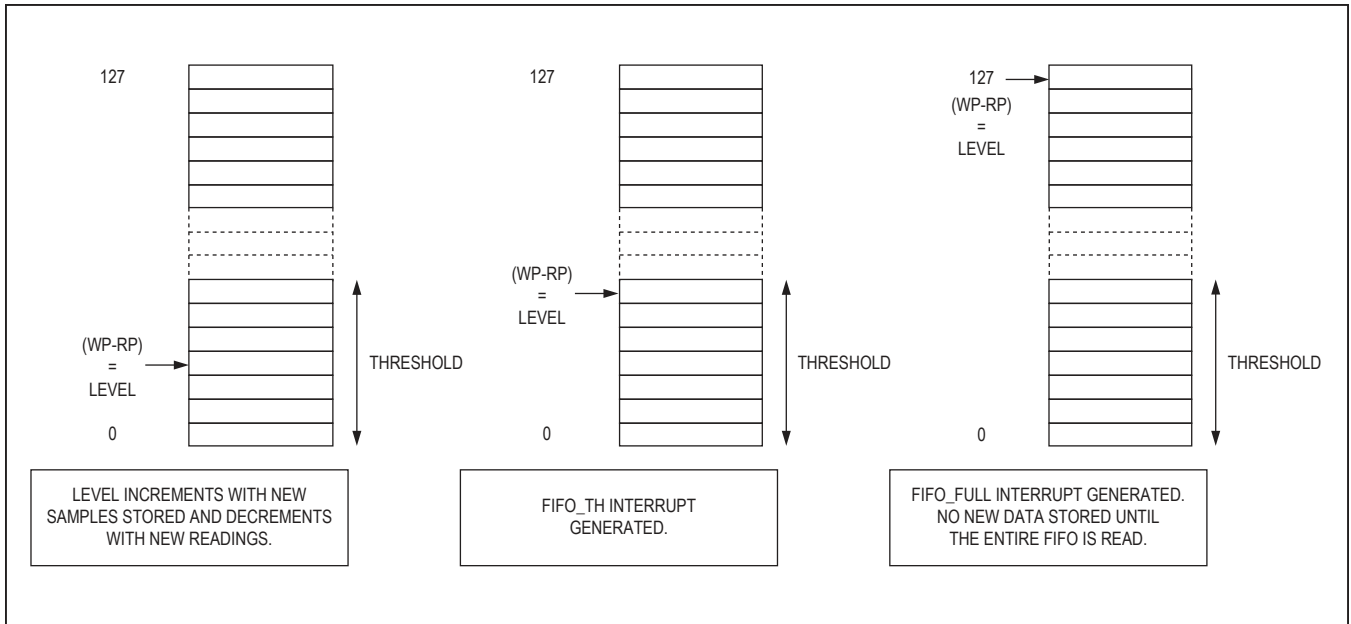 127
(WP-RP)
=
LEVEL
0
THRESHOLD
LEVEL INCREMENTS WITH NEW
SAMPLES STORED AND DECREMENTS
WITH NEW READINGS.
127
(WP-RP)
=
LEVEL
0
THRESHOLD
FIFO_TH INTERRUPT
GENERATED.
127
(WP-RP)
=
LEVEL
0
THRESHOLD
FIFO_FULL INTERRUPT GENERATED.
NO NEW DATA STORED UNTIL
THE ENTIRE FIFO IS READ.